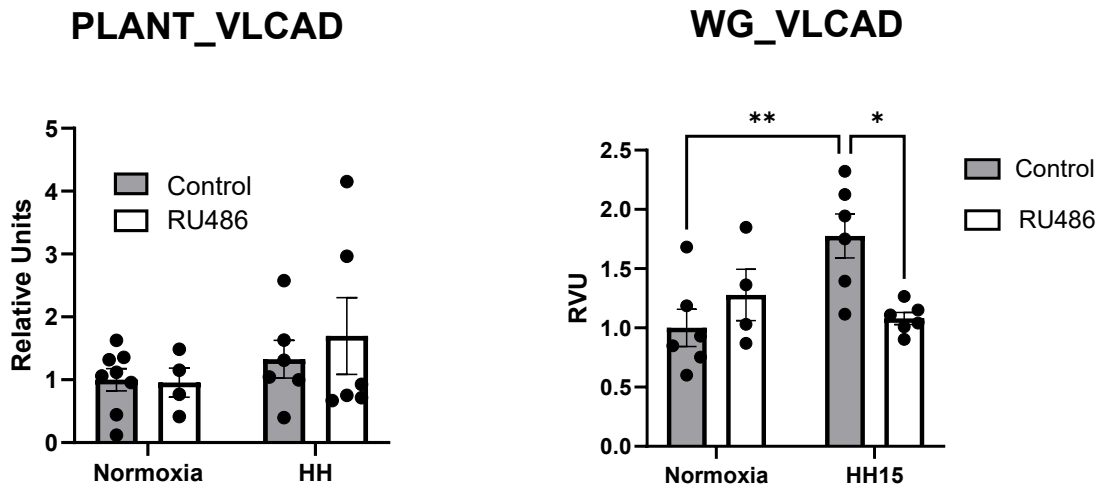 PLANT_VLCAD
5
4
3
2
1
0
Relative Units
Control
RU486
Normoxia
HH
WG_VLCAD
**
*
2.5
2.0
1.5
1.0
0.5
0.0
RVU
Control
RU486
Normoxia
HH15